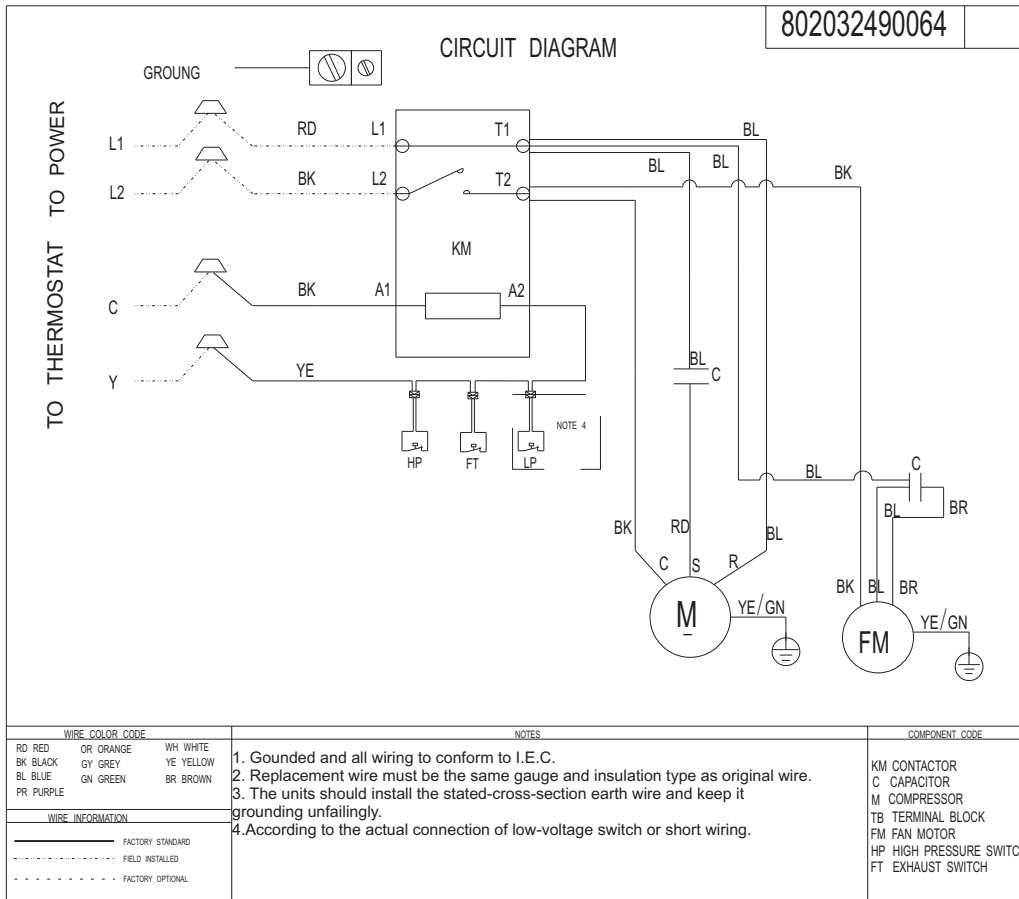 802032490064
CIRCUIT DIAGRAM
GROUNG
TO POWER
TO THERMOSTAT
L1
RD
L1
T1
BL
L2
BK
L2
T2
BL
BL
BK
KM
C
BK
A1
A2
Y
YE
BL
C
NOTE 4
HP
FT
LP
BL
C
BL
BR
BK
RD
BL
C
S
R
BK
BL
BR
M
YE/GN
FM
YE/GN
WIRE COLOR CODE
RD RED OR ORANGE WH WHITE
BK BLACK GY GREY YE YELLOW
BL BLUE GN GREEN BR BROWN
PR PURPLE
WIRE INFORMATION
FACTORY STANDARD
FIELD INSTALLED
FACTORY OPTIONAL
NOTES
1. Gounded and all wiring to conform to I.E.C.
2. Replacement wire must be the same gauge and insulation type as original wire.
3. The units should install the stated-cross-section earth wire and keep it
grounding unfailingly.
4.According to the actual connection of low-voltage switch or short wiring.
COMPONENT CODE
KM CONTACTOR
C CAPACITOR
M COMPRESSOR
TB TERMINAL BLOCK
FM FAN MOTOR
HP HIGH PRESSURE SWITC
FT EXHAUST SWITCH